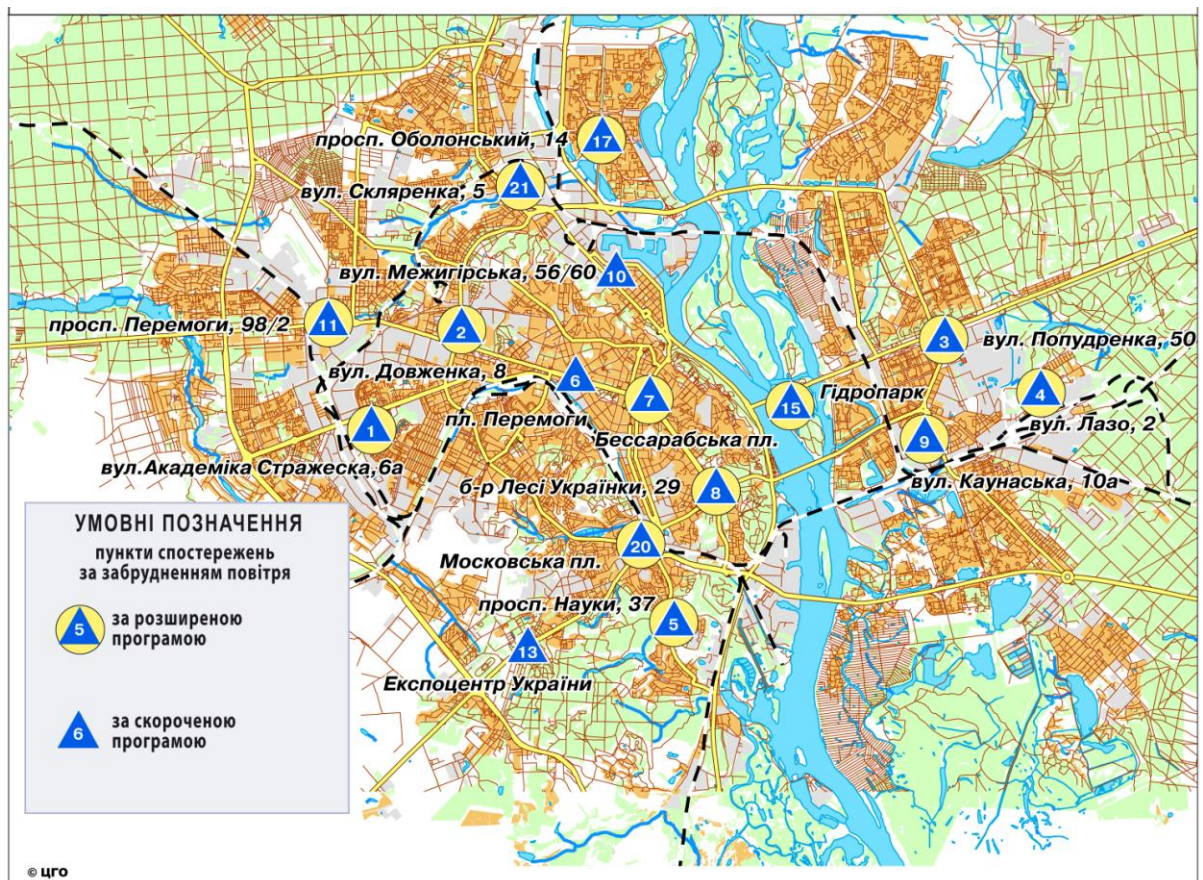 просп. Оболонський, 14
17
вул. Скляренка, 5
21
вул. Межигірська, 56/60
10
просп. Перемоги, 98/2
11
2
3
вул. Попудренка, 50
вул. Довженка, 8
6
7
15
Гідропарк
4
пл. Перемоги
1
Бессарабська пл.
9
вул. Лазо, 2
вул.Академіка Стражеска,6а
б-р Лесі Українки, 29
8
вул. Каунаська, 10а
20
Московська пл.
просп. Науки, 37
5
13
Експоцентр України
УМОВНІ ПОЗНАЧЕННЯ
пункти спостережень
за забрудненням повітря
5
за розширеною
програмою
6
за скороченою
програмою
© ЦГО